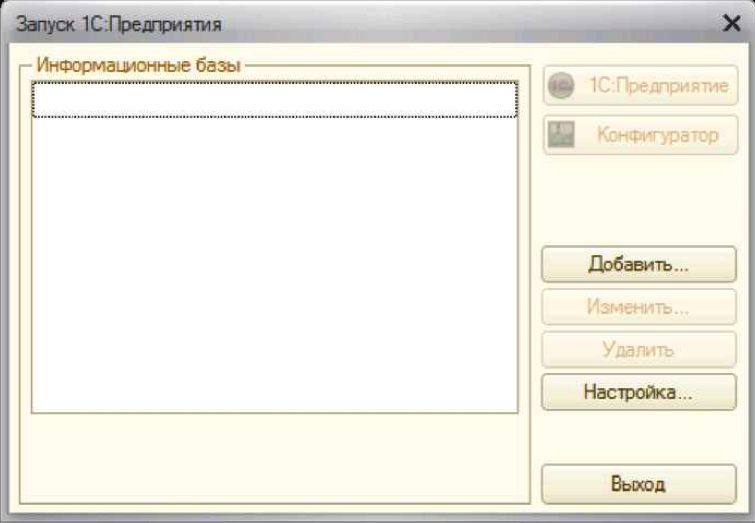 Запуск 1С:Предприятия
Информационные базы
1С:Предприятие
Конфигуратор
Добавить...
Изменить...
Удалить
Настройка...
Выход